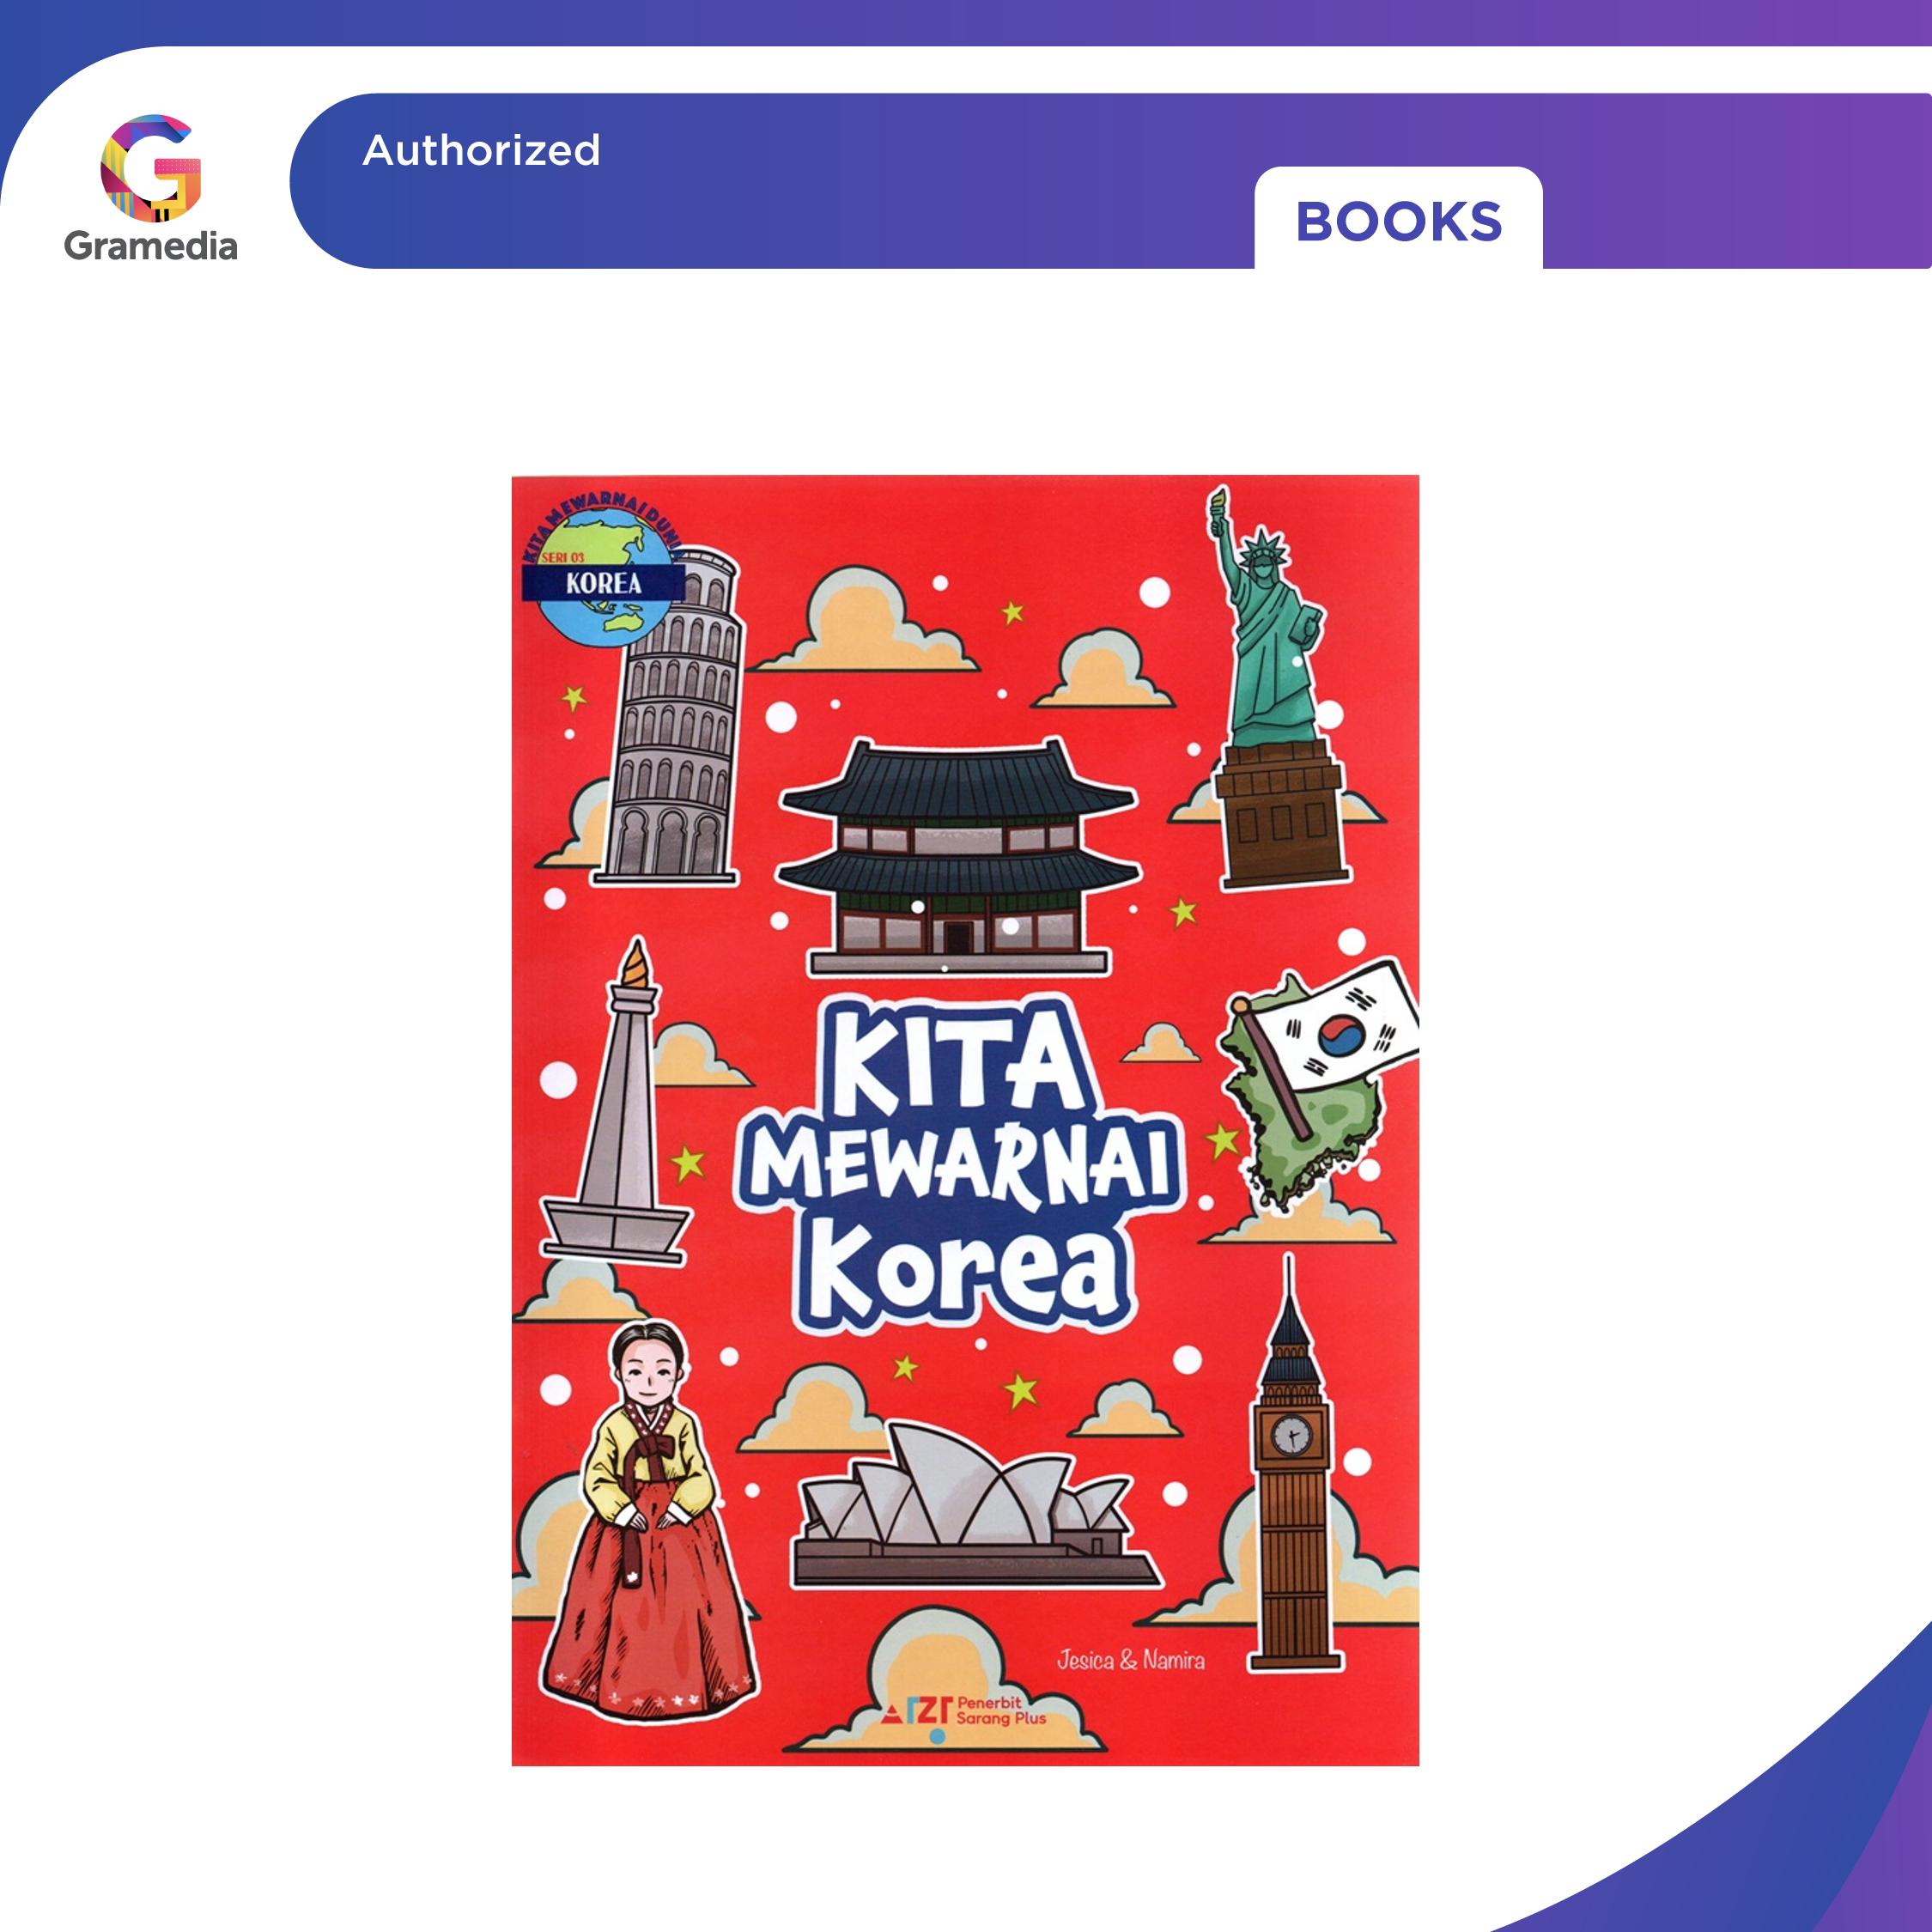 Gramedia
Authorized
BOOKS
KITA MEWARNAI DUNIA
SERI 03
KOREA
KITA
MEWARNAI
Korea
Jesica & Namira
Penerbit
Sarang Plus